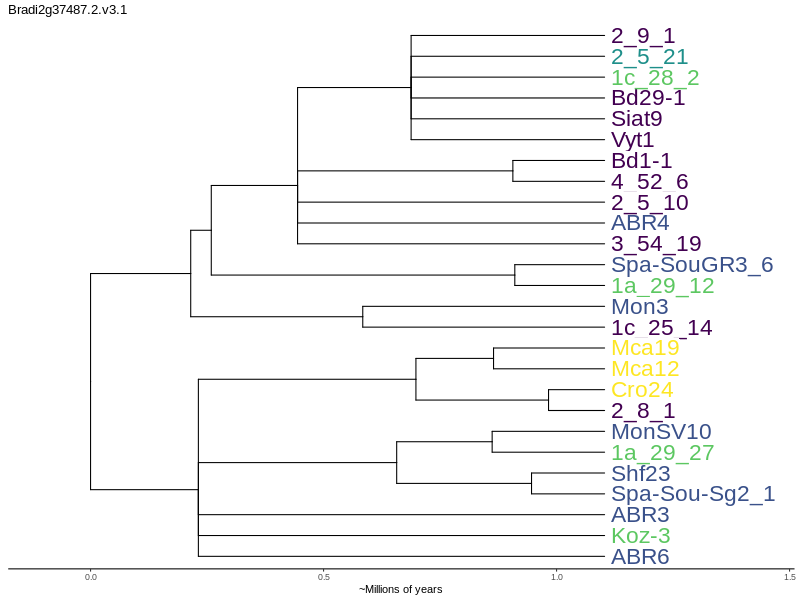 Bradi2g37487.2.v3.1
2_9_1
2_5_21
1c_28_2
Bd29-1
Siat9
Vyt1
Bd1-1
4_52_6
2_5_10
ABR4
3_54_19
Spa-SouGR3_6
1a_29_12
Mon3
1c_25_14
Mca19
Mca12
Cro24
2_8_1
MonSV10
1a_29_27
Shf23
Spa-Sou-Sg2_1
ABR3
Koz-3
ABR6
0.0 0.5 1.0 1.5
~Millions of years